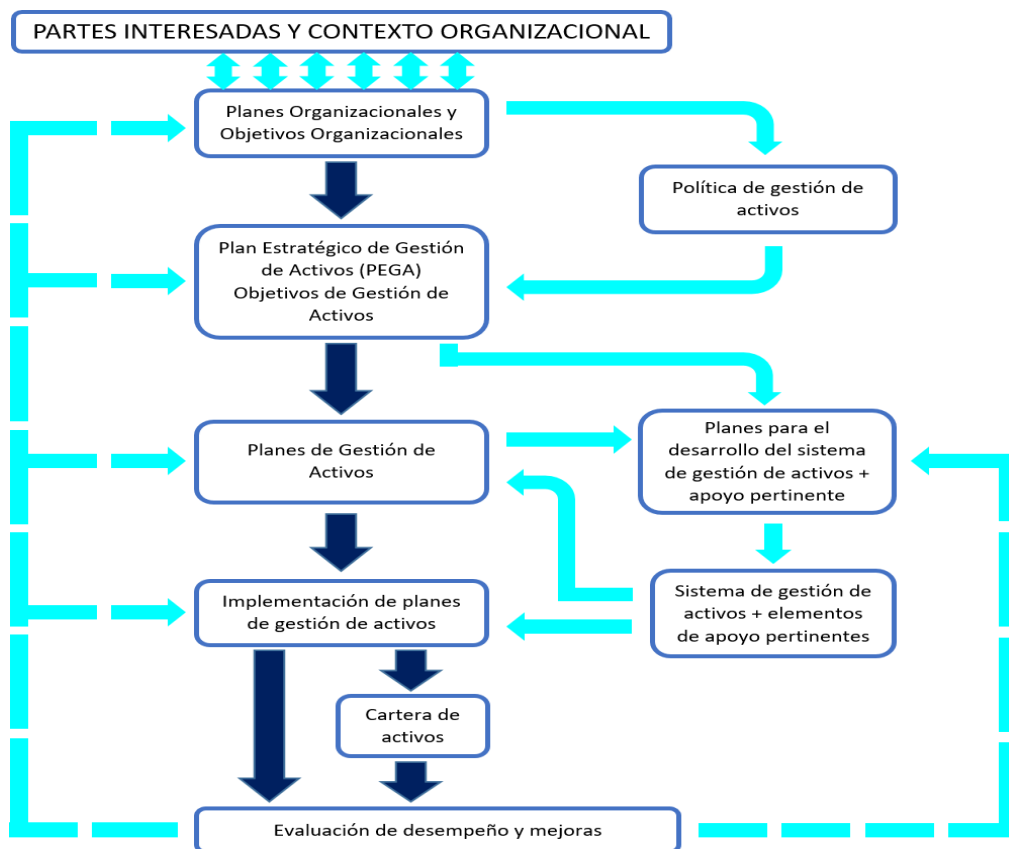 PARTES INTERESADAS Y CONTEXTO ORGANIZACIONAL
Planes Organizacionales y
Objetivos Organizacionales
Política de gestión de
activos
Plan Estratégico de Gestión
de Activos (PEGA)
Objetivos de Gestión de
Activos
Planes de Gestión de
Activos
Planes para el
desarrollo del sistema
de gestión de activos +
apoyo pertinente
Implementación de planes
de gestión de activos
Sistema de gestión de
activos + elementos
de apoyo pertinentes
Cartera de
activos
Evaluación de desempeño y mejoras